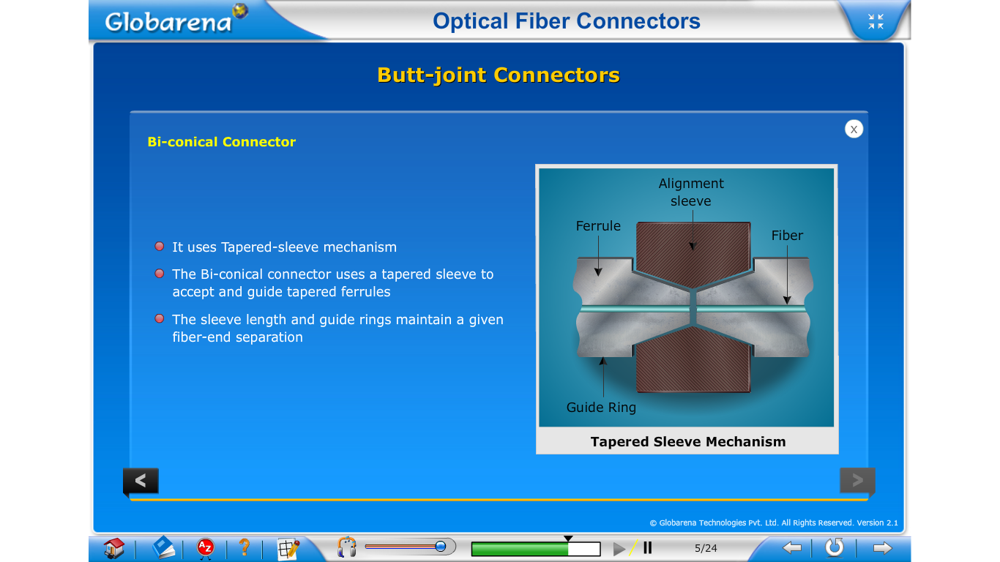 Globarena
Optical Fiber Connectors
Butt-joint Connectors
X
Bi-conical Connector
It uses Tapered-sleeve mechanism
The Bi-conical connector uses a tapered sleeve to
accept and guide tapered ferrules
The sleeve length and guide rings maintain a given
fiber-end separation
Alignment
sleeve
Ferrule
Fiber
Guide Ring
Tapered Sleeve Mechanism
<
>
© Globarena Technologies Pvt. Ltd. All Rights Reserved. Version 2.1
AZ
?
5/24